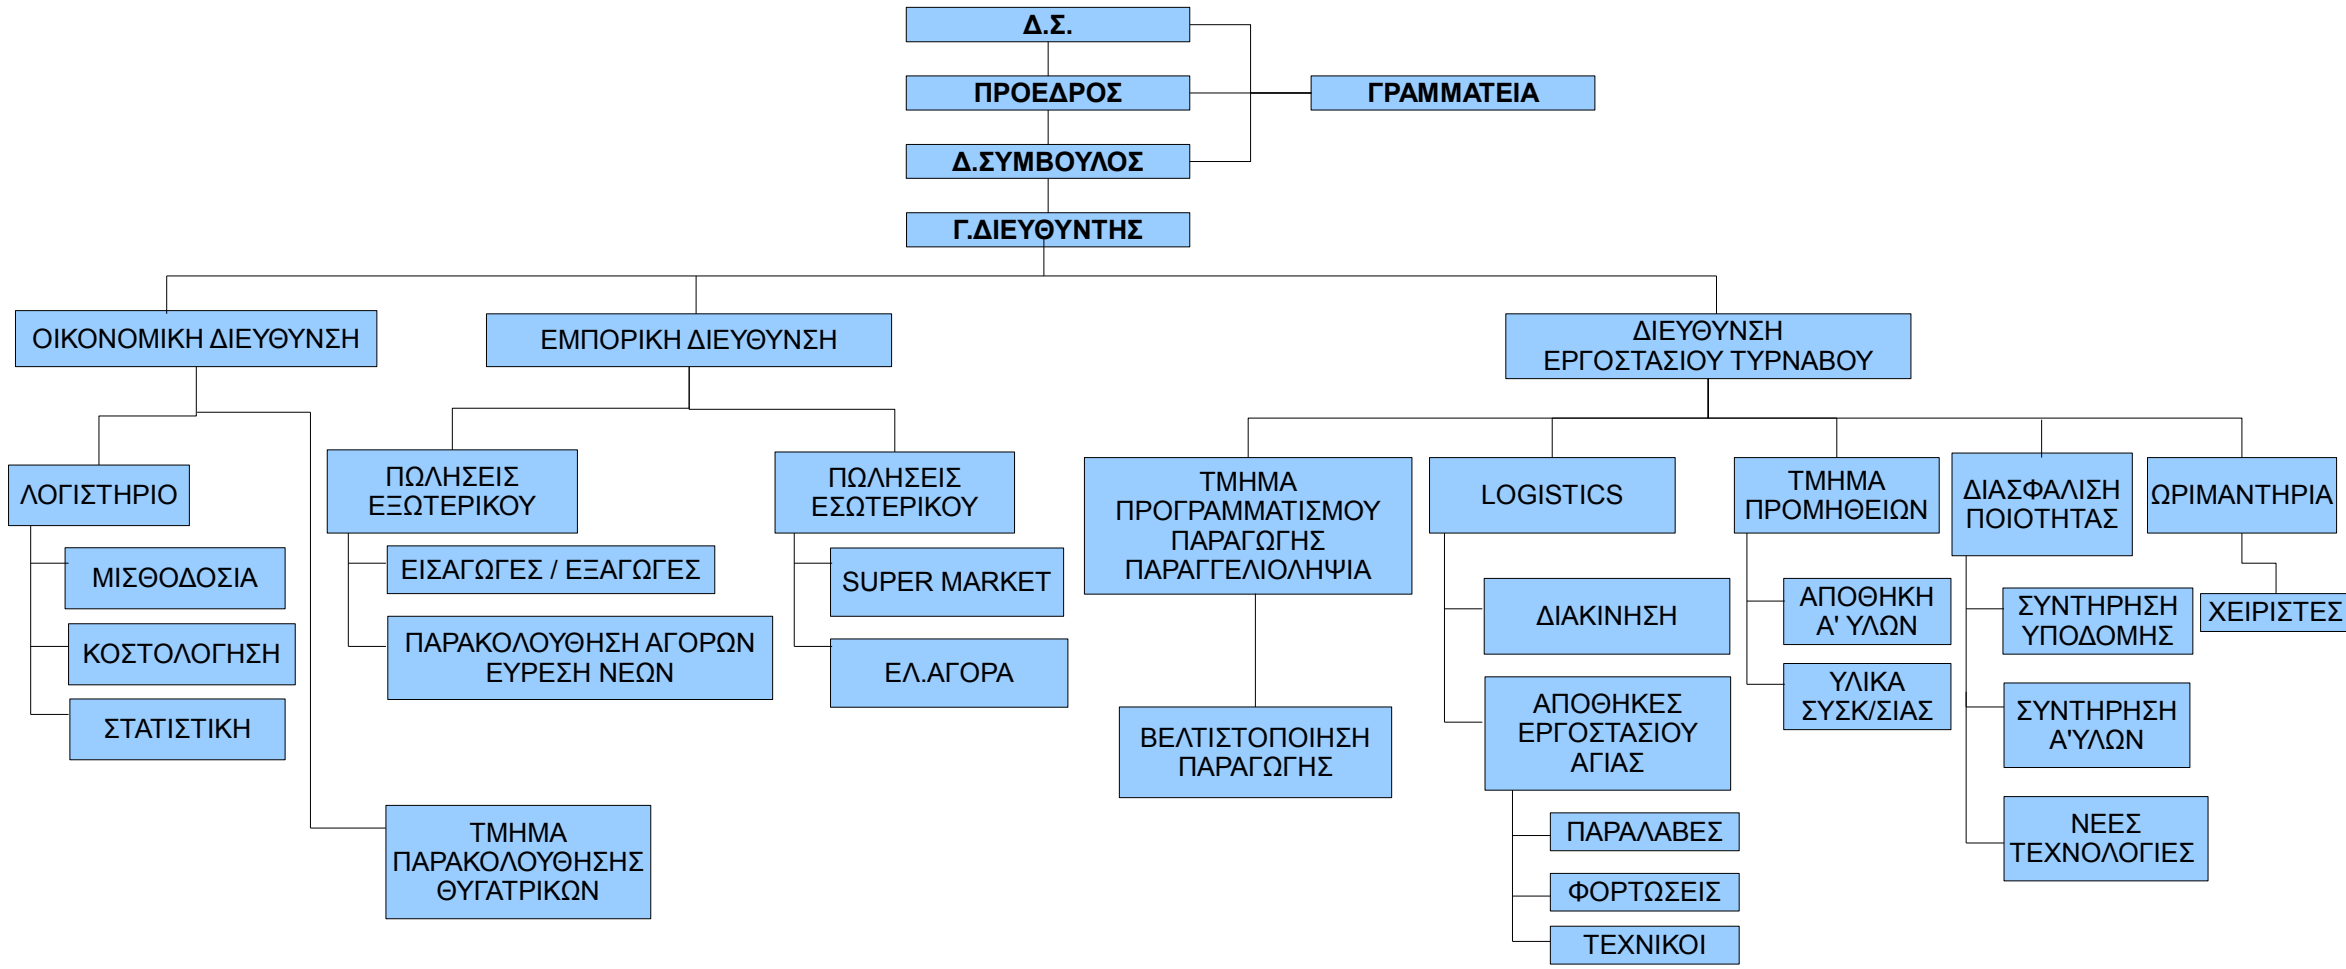 Δ.Σ.
ΠΡΟΕΔΡΟΣ
ΓΡΑΜΜΑΤΕΙΑ
Δ.ΣΥΜΒΟΥΛΟΣ
Γ.ΔΙΕΥΘΥΝΤΗΣ
ΟΙΚΟΝΟΜΙΚΗ ΔΙΕΥΘΥΝΣΗ
ΕΜΠΟΡΙΚΗ ΔΙΕΥΘΥΝΣΗ
ΔΙΕΥΘΥΝΣΗ
ΕΡΓΟΣΤΑΣΙΟΥ ΤΥΡΝΑΒΟΥ
ΛΟΓΙΣΤΗΡΙΟ
ΠΩΛΗΣΕΙΣ
ΕΞΩΤΕΡΙΚΟΥ
ΠΩΛΗΣΕΙΣ
ΕΣΩΤΕΡΙΚΟΥ
ΤΜΗΜΑ
ΠΡΟΓΡΑΜΜΑΤΙΣΜΟΥ
ΠΑΡΑΓΩΓΗΣ
ΠΑΡΑΓΓΕΛΙΟΛΗΨΙΑ
LOGISTICS
ΤΜΗΜΑ
ΠΡΟΜΗΘΕΙΩΝ
ΔΙΑΣΦΑΛΙΣΗ
ΠΟΙΟΤΗΤΑΣ
ΩΡΙΜΑΝΤΗΡΙΑ
ΜΙΣΘΟΔΟΣΙΑ
ΚΟΣΤΟΛΟΓΗΣΗ
ΣΤΑΤΙΣΤΙΚΗ
ΕΙΣΑΓΩΓΕΣ / ΕΞΑΓΩΓΕΣ
ΠΑΡΑΚΟΛΟΥΘΗΣΗ ΑΓΟΡΩΝ
ΕΥΡΕΣΗ ΝΕΩΝ
SUPER MARKET
ΕΛ.ΑΓΟΡΑ
ΒΕΛΤΙΣΤΟΠΟΙΗΣΗ
ΠΑΡΑΓΩΓΗΣ
ΔΙΑΚΙΝΗΣΗ
ΑΠΟΘΗΚΕΣ
ΕΡΓΟΣΤΑΣΙΟΥ
ΑΓΙΑΣ
ΠΑΡΑΛΑΒΕΣ
ΦΟΡΤΩΣΕΙΣ
ΤΕΧΝΙΚΟΙ
ΑΠΟΘΗΚΗ
Α' ΥΛΩΝ
ΥΛΙΚΑ
ΣΥΣΚ/ΣΙΑΣ
ΣΥΝΤΗΡΗΣΗ
ΥΠΟΔΟΜΗΣ
ΣΥΝΤΗΡΗΣΗ
Α'ΥΛΩΝ
ΝΕΕΣ
ΤΕΧΝΟΛΟΓΙΕΣ
ΧΕΙΡΙΣΤΕΣ
ΤΜΗΜΑ
ΠΑΡΑΚΟΛΟΥΘΗΣΗΣ
ΘΥΓΑΤΡΙΚΩΝ